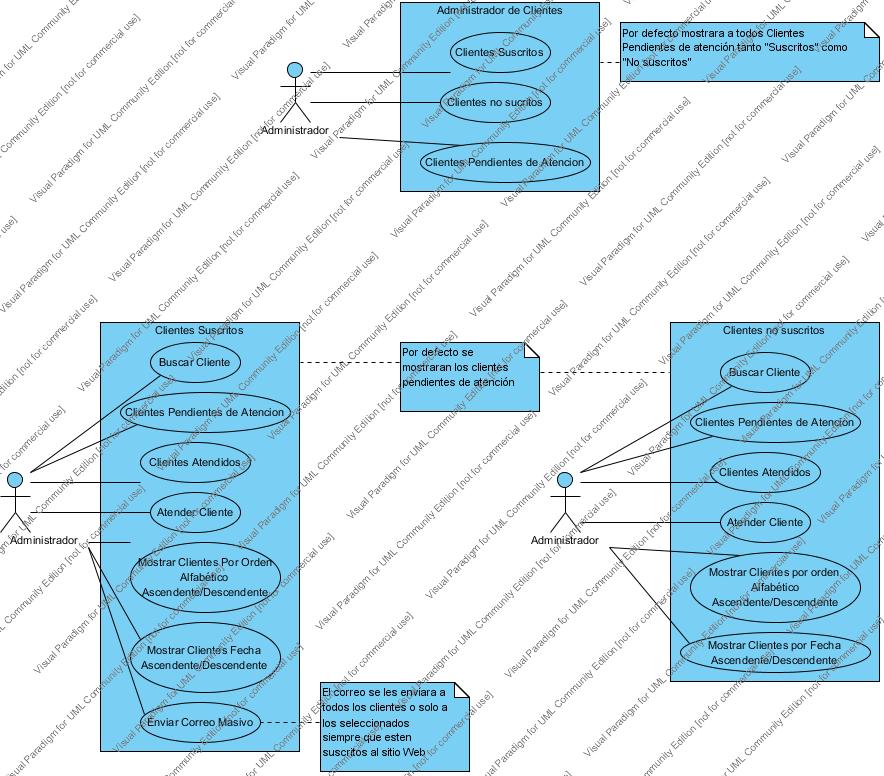 Administrador de Clientes
Clientes Suscritos
Clientes no sucritos
Clientes Pendientes de Atencion
Administrador
Por defecto mostrara a todos Clientes
Pendientes de atención tanto "Suscritos" como
"No suscritos"
Clientes Suscritos
Buscar Cliente
Clientes Pendientes de Atencion
Clientes Atendidos
Atender Cliente
Mostrar Clientes Por Orden
Alfabético
Ascendente/Descendente
Mostrar Clientes Fecha
Ascendente/Descendente
Enviar Correo Masivo
Administrador
Por defecto se
mostraran los clientes
pendientes de atención
El correo se les enviara a
todos los clientes o solo a
los seleccionados
siempre que esten
suscritos al sitio Web
Clientes no suscritos
Buscar Cliente
Clientes Pendientes de Atención
Clientes Atendidos
Atender Cliente
Mostrar Clientes por orden
Alfabético
Ascendente/Descendente
Mostrar Clientes por Fecha
Ascendente/Descendente
Administrador
Visual Paradigm for UML Community Edition [not for commercial use]